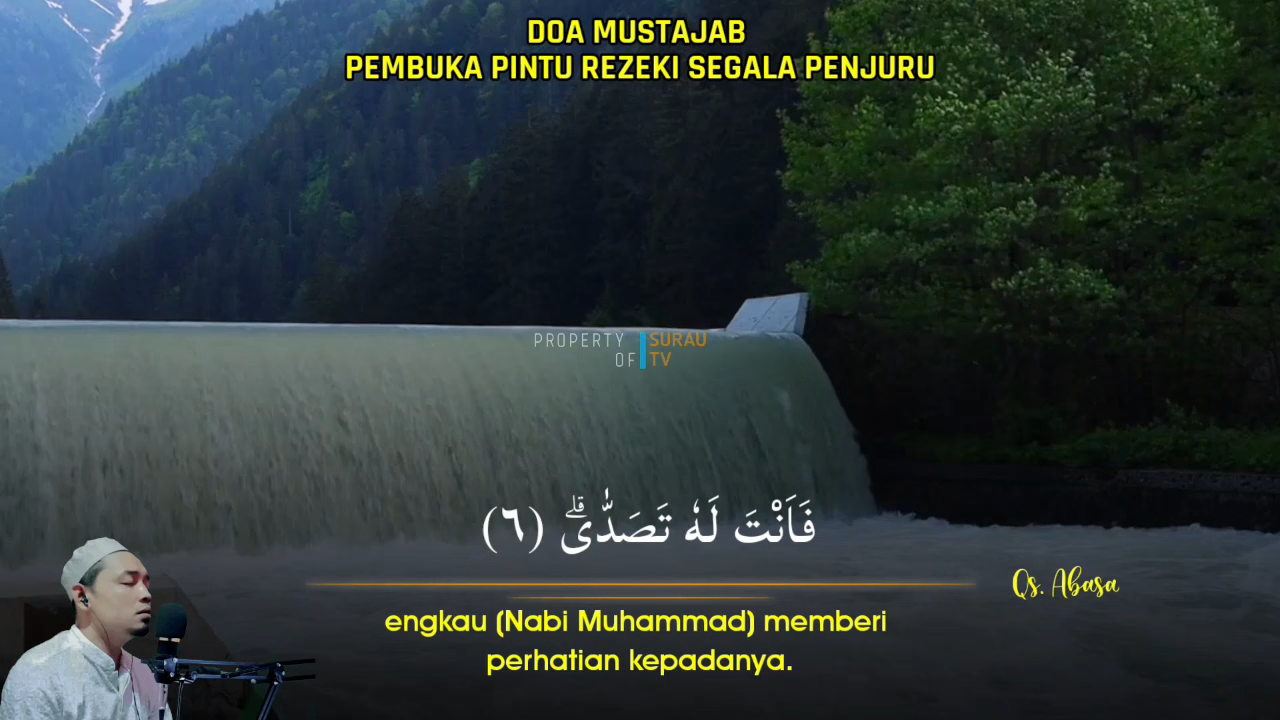 DOA MUSTAJAB
PEMBUKA PINTU REZEKI SEGALA PENJURU
PROPERTY OF
SURAU TV
فَاَنْتَ لَهٗ تَصَدّٰىۗ (٦)
Qs. Abasa
engkau (Nabi Muhammad) memberi
perhatian kepadanya.